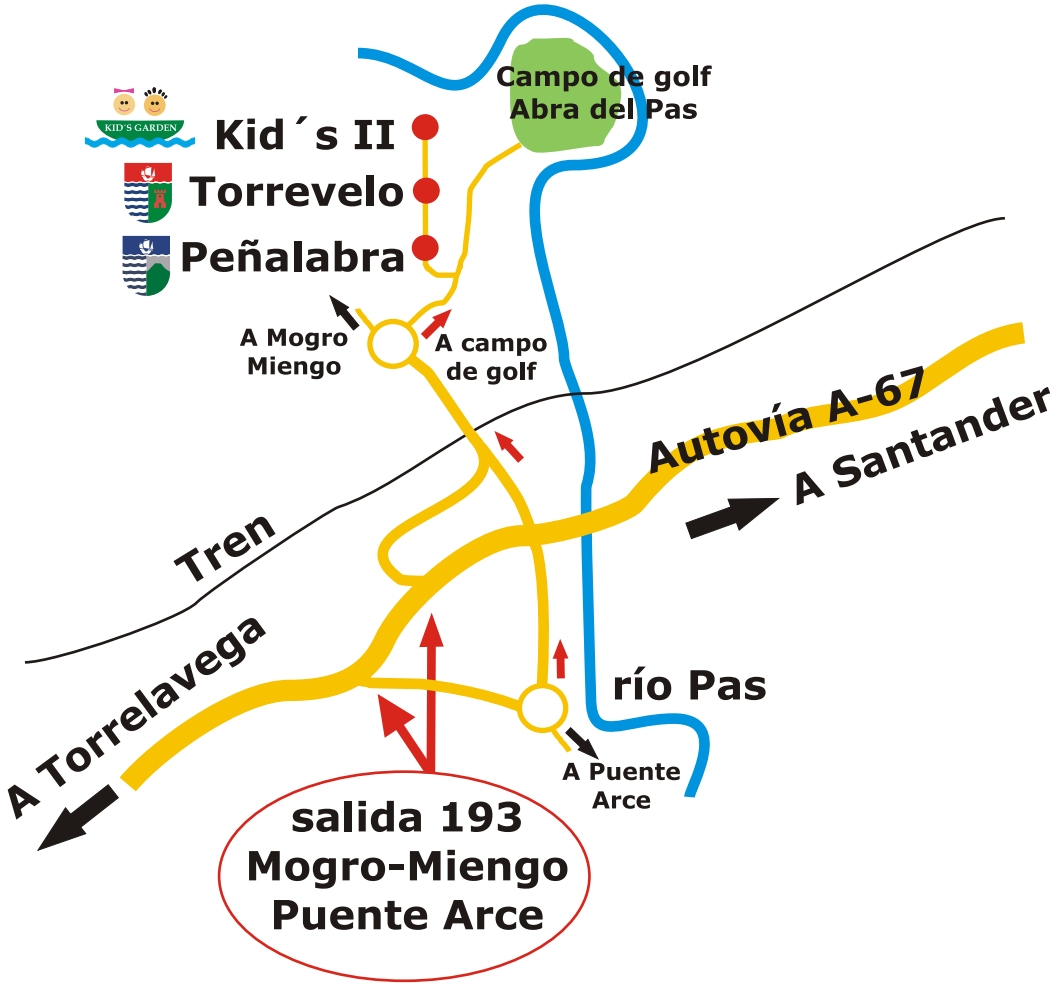 Campo de golf
Abra del Pas
KID'S GARDEN
Kid´s II
Torrevelo
Peñalabra
A Mogro
Miengo
A campo
de golf
Autovía A-67
A Santander
Tren
A Torrelavega
río Pas
A Puente
Arce
salida 193
Mogro-Miengo
Puente Arce